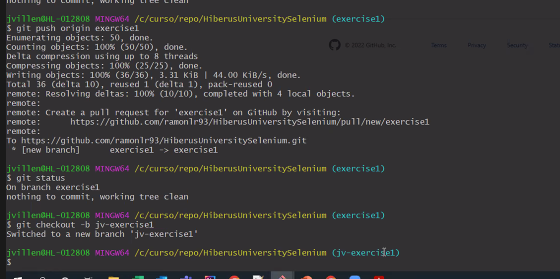 nothing to commit, working tree clean
jvillen@HL-O12808 MINGW64 /c/curso/repo/HiberusUniversitySelenium (exercise1)
$ git push origin exercise1
Enumerating objects: 50, done.
Counting objects: 100% (50/50), done.
Delta compression using up to 8 threads
Compressing objects: 100% (25/25), done.
Writing objects: 100% (36/36), 3.31 KiB | 44.00 KiB/s, done.
Total 36 (delta 10), reused 1 (delta 1), pack-reused 0
remote: Resolving deltas: 100% (10/10), completed with 4 local objects.
remote:
remote: Create a pull request for 'exercise1' on GitHub by visiting:
remote:      https://github.com/ramonlr93/HiberusUniversitySelenium/pull/new/exercise1
remote:
To https://github.com/ramonlr93/HiberusUniversitySelenium.git
 * [new branch]      exercise1 -> exercise1
jvillen@HL-O12808 MINGW64 /c/curso/repo/HiberusUniversitySelenium (exercise1)
$ git status
On branch exercise1
nothing to commit, working tree clean
jvillen@HL-O12808 MINGW64 /c/curso/repo/HiberusUniversitySelenium (exercise1)
$ git checkout -b jv-exercise1
Switched to a new branch 'jv-exercise1'
jvillen@HL-O12808 MINGW64 /c/curso/repo/HiberusUniversitySelenium (jv-exercise1)
$
Terms
Privacy
Security